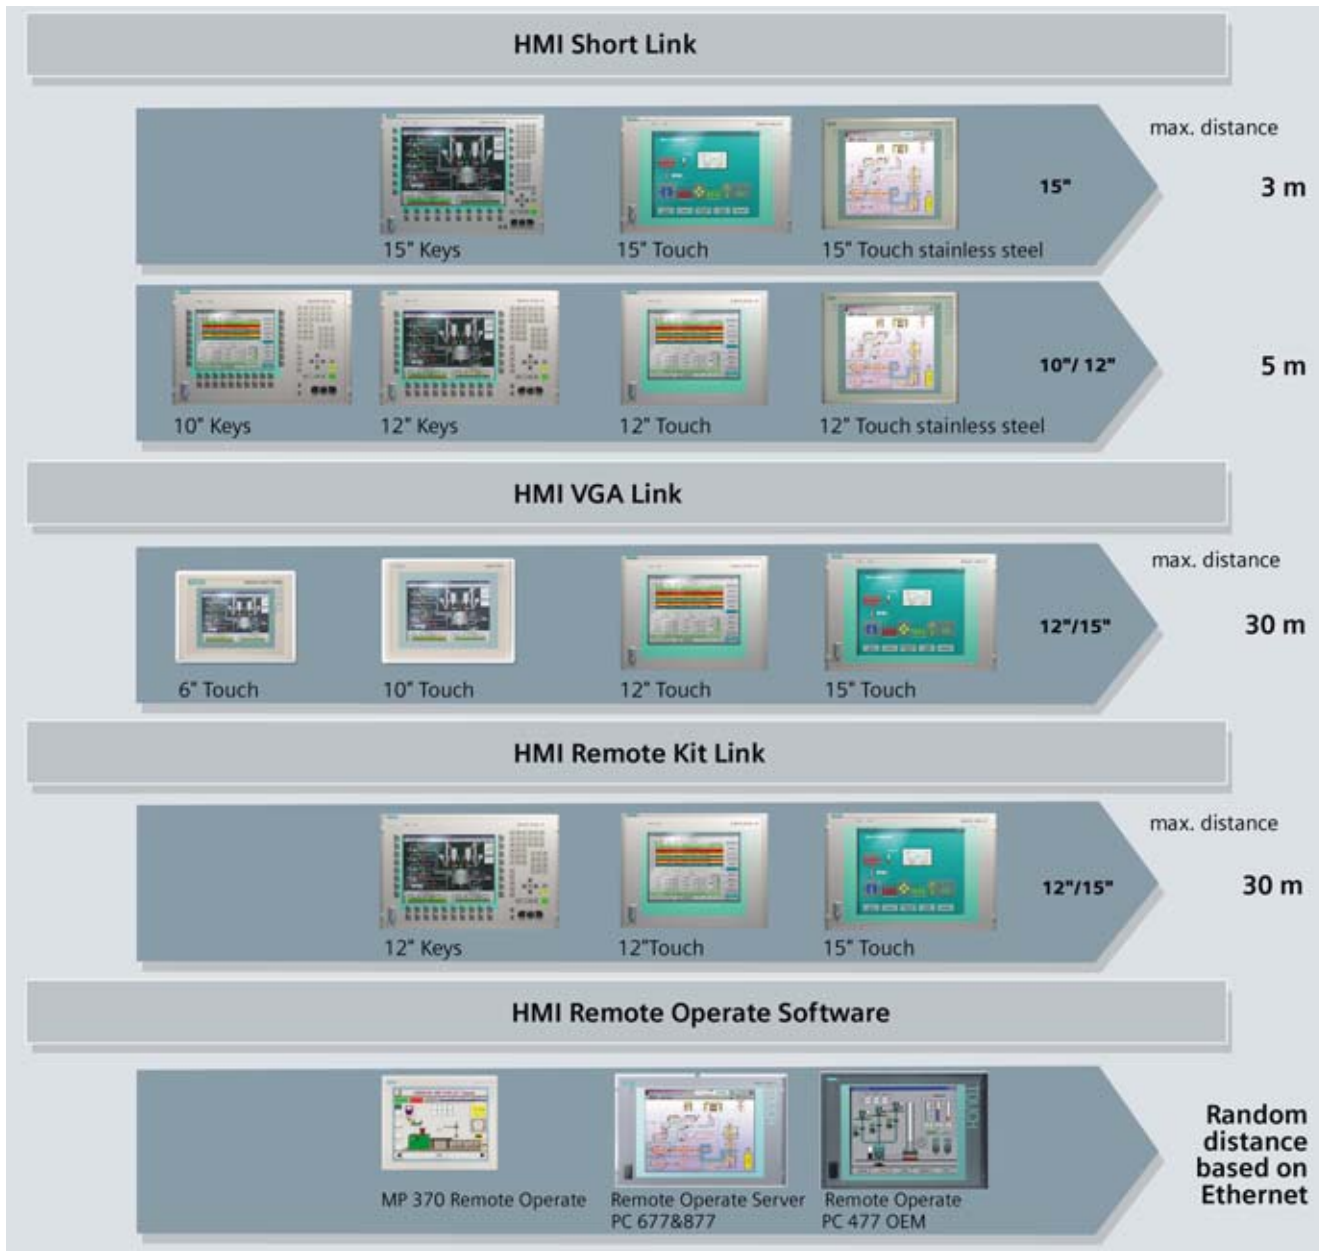 HMI Short Link
max. distance
15" Keys
15" Touch
15" Touch stainless steel
15"
3 m
10" Keys
12" Keys
12" Touch
12" Touch stainless steel
10"/ 12"
5 m
HMI VGA Link
max. distance
6" Touch
10" Touch
12" Touch
15" Touch
12"/15"
30 m
HMI Remote Kit Link
max. distance
12" Keys
12"Touch
15" Touch
12"/15"
30 m
HMI Remote Operate Software
MP 370 Remote Operate
Remote Operate Server
PC 677&877
Remote Operate
PC 477 OEM
TOUCH
Random
distance
based on
Ethernet